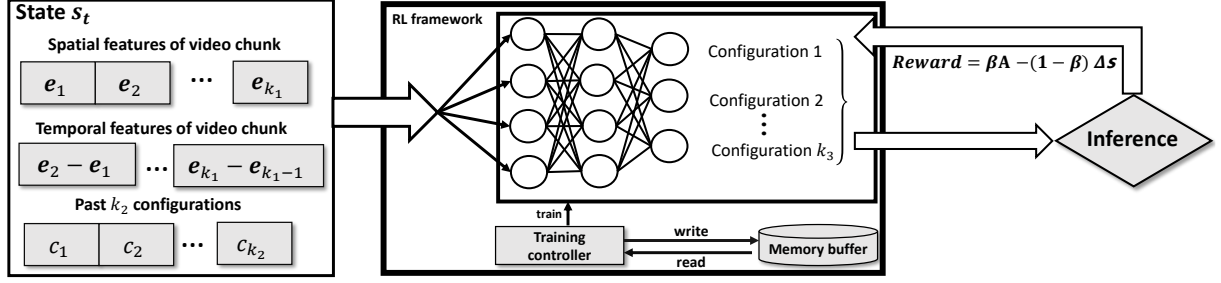 State s_t
Spatial features of video chunk
e_1 e_2 ... e_{k_1}
Temporal features of video chunk
e_2 − e_1 ... e_{k_1} − e_{k_1−1}
Past k_2 configurations
c_1 c_2 ... c_{k_2}
RL framework
Configuration 1
Configuration 2
⋮
Configuration k_3
train
Training
controller
write
read
Memory buffer
Reward = βA −(1 − β) Δs
Inference